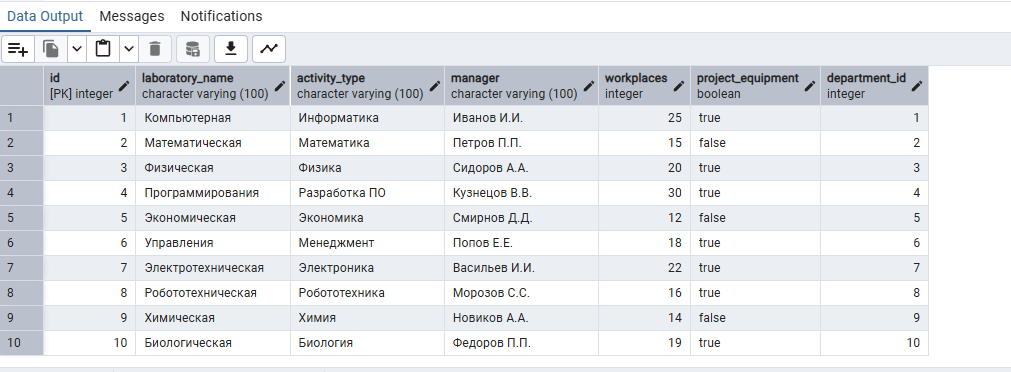 Data Output Messages Notifications
id laboratory_name activity_type manager workplaces project_equipment department_id
[PK] integer character varying (100) character varying (100) character varying (100) integer boolean integer
1 1 Компьютерная Информатика Иванов И.И. 25 true 1
2 2 Математическая Математика Петров П.П. 15 false 2
3 3 Физическая Физика Сидоров А.А. 20 true 3
4 4 Программирования Разработка ПО Кузнецов В.В. 30 true 4
5 5 Экономическая Экономика Смирнов Д.Д. 12 false 5
6 6 Управления Менеджмент Попов Е.Е. 18 true 6
7 7 Электротехническая Электроника Васильев И.И. 22 true 7
8 8 Робототехническая Робототехника Морозов С.С. 16 true 8
9 9 Химическая Химия Новиков А.А. 14 false 9
10 10 Биологическая Биология Федоров П.П. 19 true 10